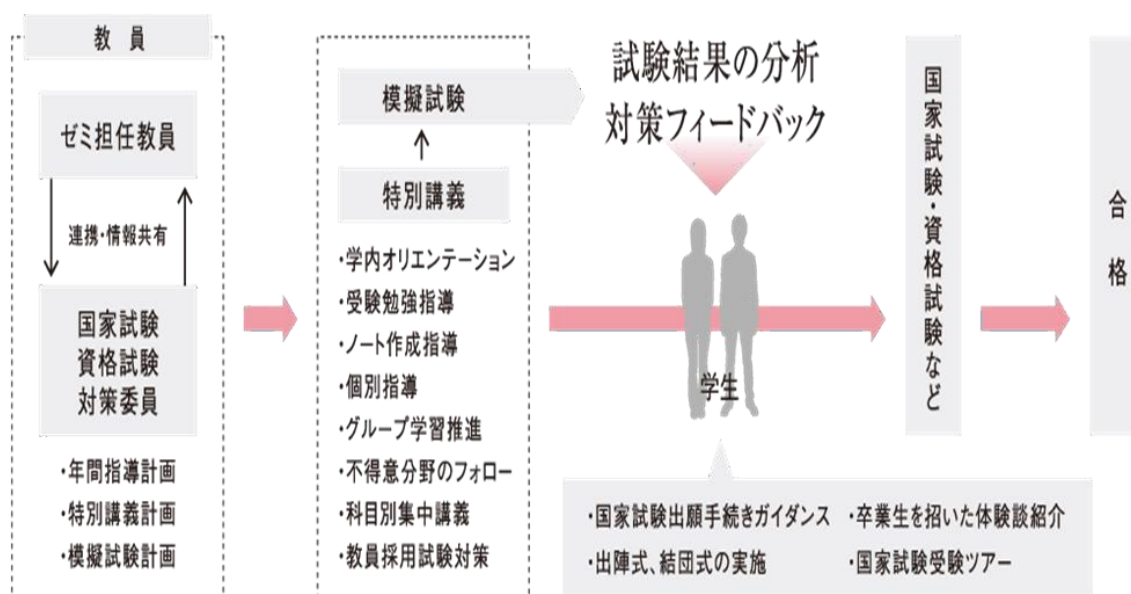 教員
ゼミ担任教員
連携・情報共有
国家試験
資格試験
対策委員
・年間指導計画
・特別講義計画
・模擬試験計画
模擬試験
特別講義
・学内オリエンテーション
・受験勉強指導
・ノート作成指導
・個別指導
・グループ学習推進
・不得意分野のフォロー
・科目別集中講義
・教員採用試験対策
試験結果の分析
対策フィードバック
学生
・国家試験出願手続きガイダンス
・出陣式、結団式の実施
・卒業生を招いた体験談紹介
・国家試験受験ツアー
国家試験・資格試験など
合格